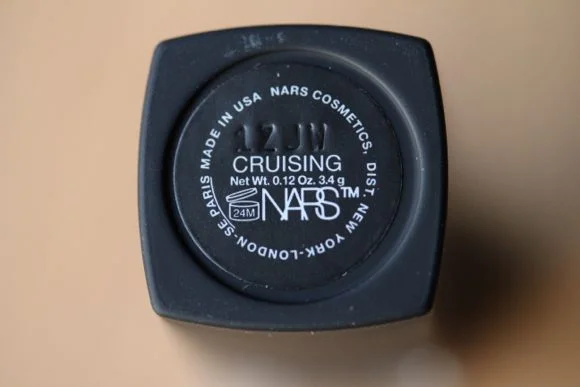 MADE IN USA NARS COSMETICS, DIST. NEW YORK-LONDON-SE PARIS
12JW
CRUISING
Net Wt. 0.12 Oz. 3.4 g
24M NARS™